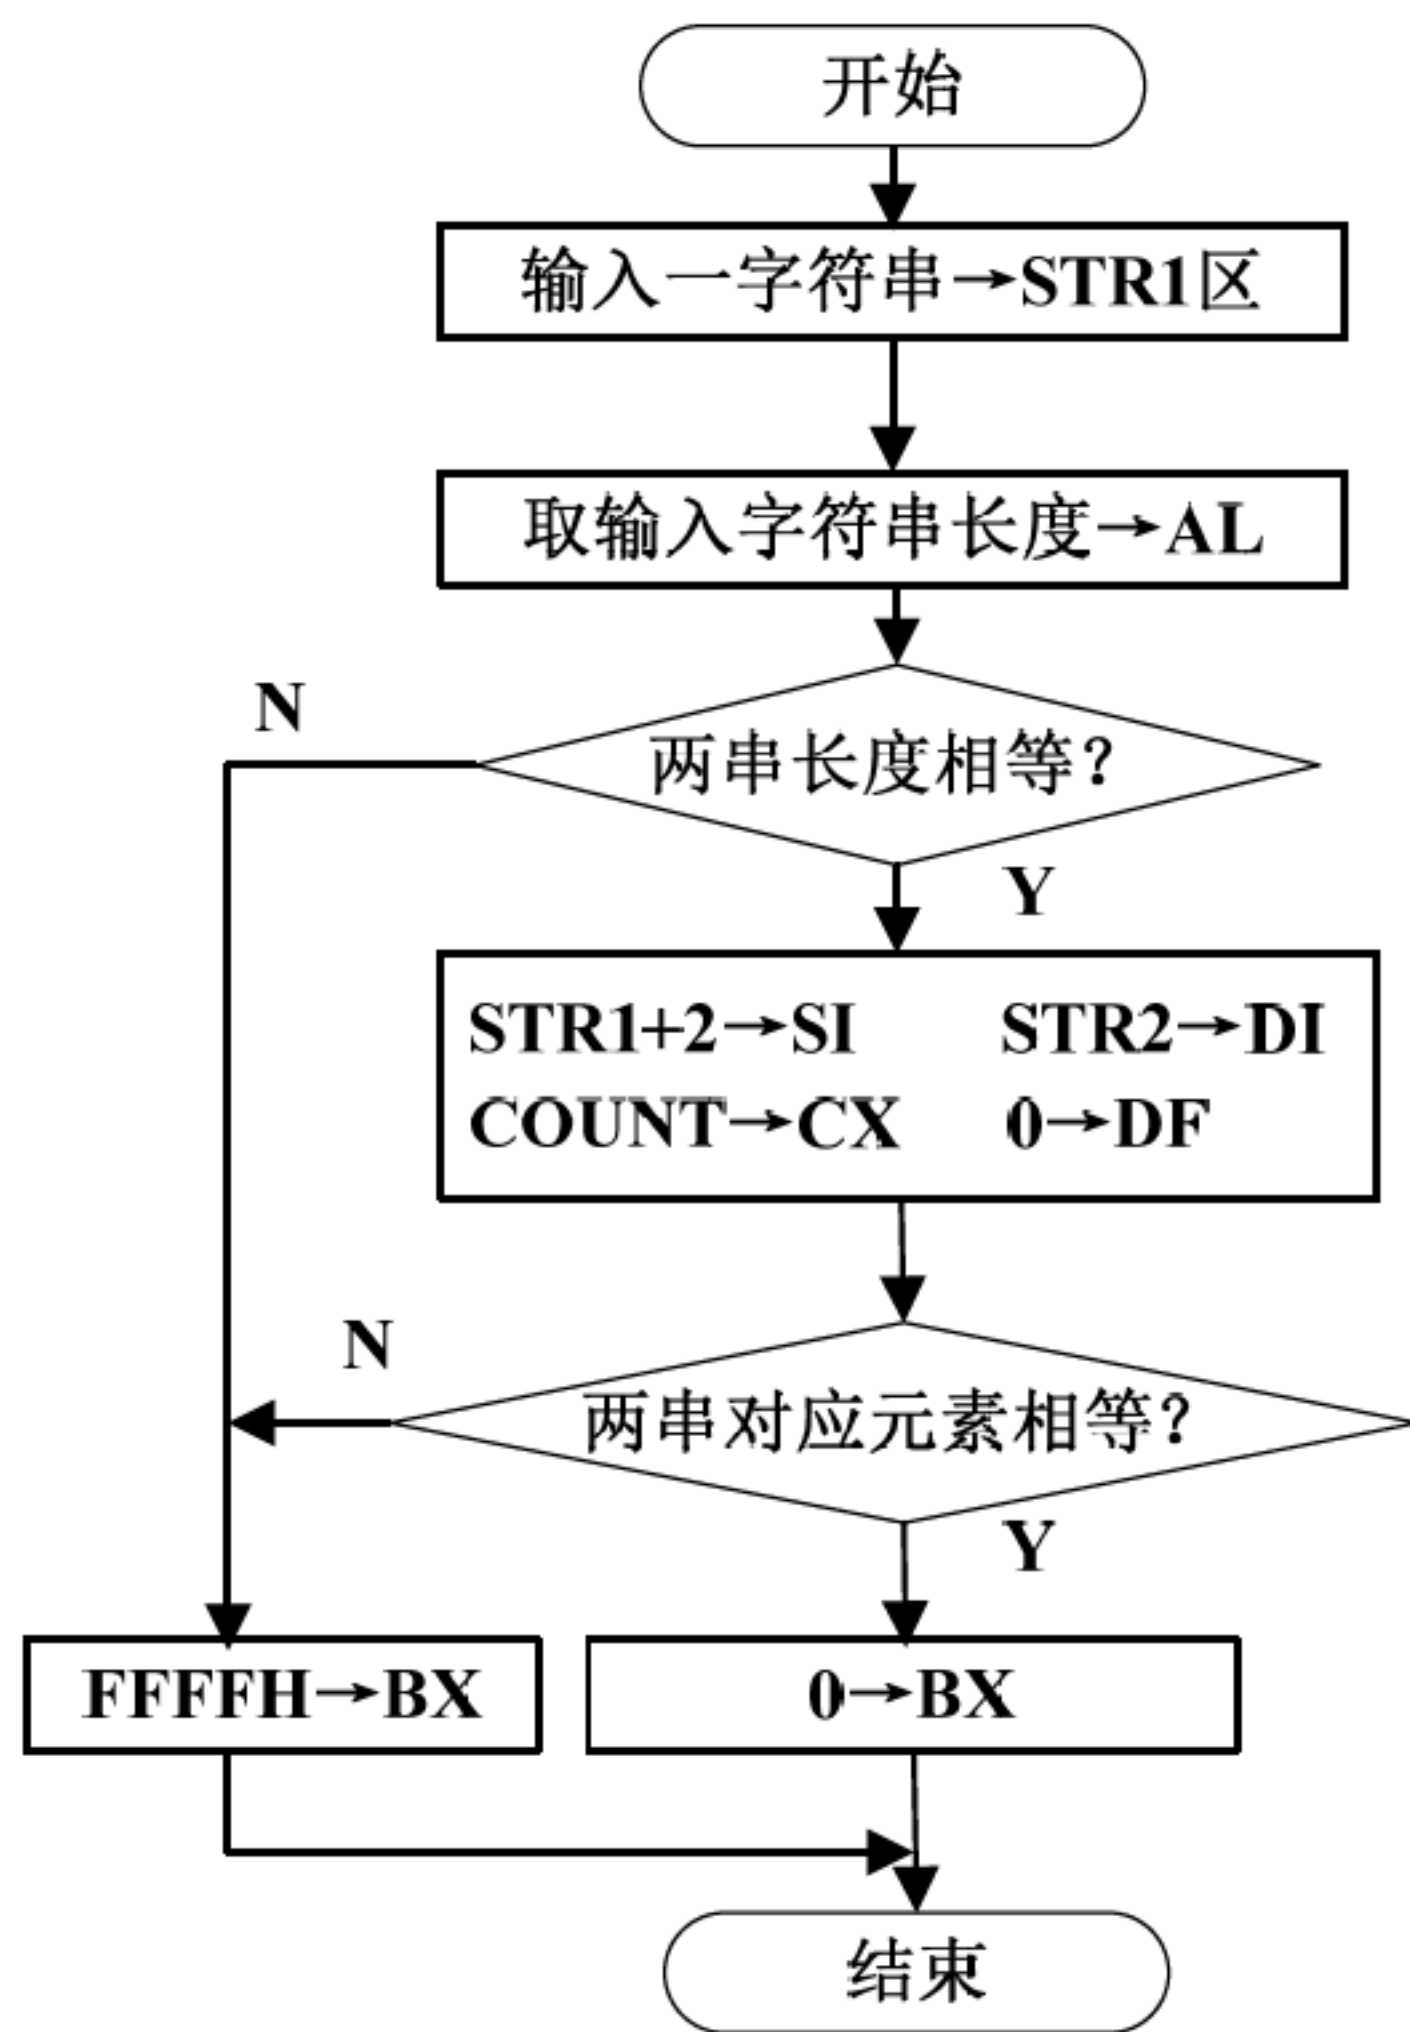 开始
输入一字符串→STR1区
取输入字符串长度→AL
N
两串长度相等？
Y
STR1+2→SI STR2→DI
COUNT→CX 0→DF
N
两串对应元素相等？
Y
FFFFH→BX
0→BX
结束